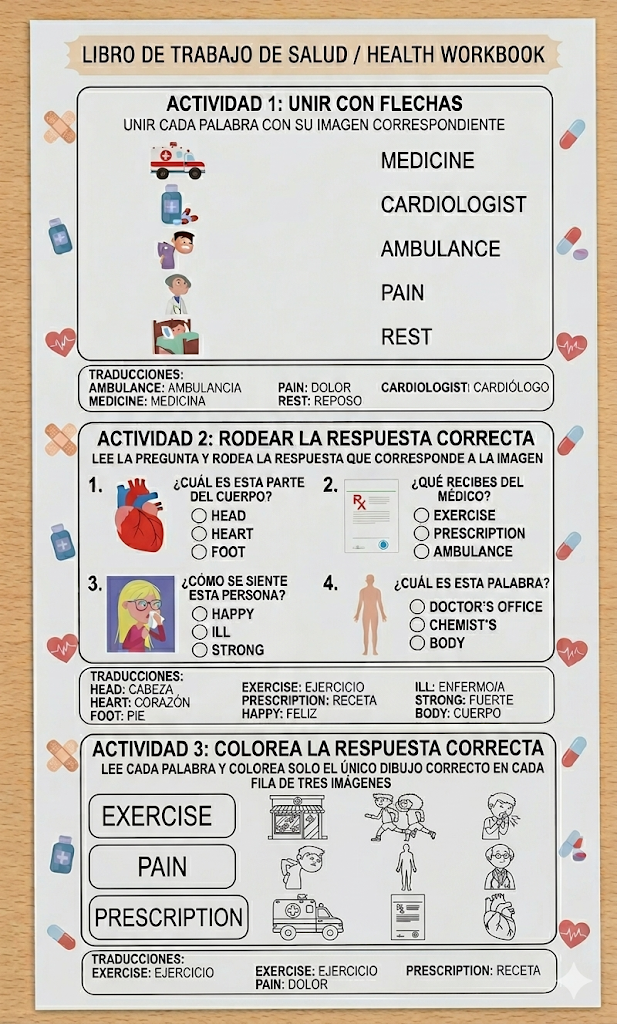 LIBRO DE TRABAJO DE SALUD / HEALTH WORKBOOK
ACTIVIDAD 1: UNIR CON FLECHAS
UNIR CADA PALABRA CON SU IMAGEN CORRESPONDIENTE
MEDICINE
CARDIOLOGIST
AMBULANCE
PAIN
REST
TRADUCCIONES:
AMBULANCE: AMBULANCIA PAIN: DOLOR CARDIOLOGIST: CARDIÓLOGO
MEDICINE: MEDICINA REST: REPOSO
ACTIVIDAD 2: RODEAR LA RESPUESTA CORRECTA
LEE LA PREGUNTA Y RODEA LA RESPUESTA QUE CORRESPONDE A LA IMAGEN
1. ¿CUÁL ES ESTA PARTE
DEL CUERPO?
HEAD
HEART
FOOT
2. ¿QUÉ RECIBES DEL
MÉDICO?
RX
EXERCISE
PRESCRIPTION
AMBULANCE
3. ¿CÓMO SE SIENTE
ESTA PERSONA?
HAPPY
ILL
STRONG
4. ¿CUÁL ES ESTA PALABRA?
DOCTOR'S OFFICE
CHEMIST'S
BODY
TRADUCCIONES:
HEAD: CABEZA EXERCISE: EJERCICIO ILL: ENFERMO/A
HEART: CORAZÓN PRESCRIPTION: RECETA STRONG: FUERTE
FOOT: PIE HAPPY: FELIZ BODY: CUERPO
ACTIVIDAD 3: COLOREA LA RESPUESTA CORRECTA
LEE CADA PALABRA Y COLOREA SOLO EL ÚNICO DIBUJO CORRECTO EN CADA
FILA DE TRES IMÁGENES
EXERCISE
PAIN
PRESCRIPTION
TRADUCCIONES:
EXERCISE: EJERCICIO EXERCISE: EJERCICIO PRESCRIPTION: RECETA
PAIN: DOLOR